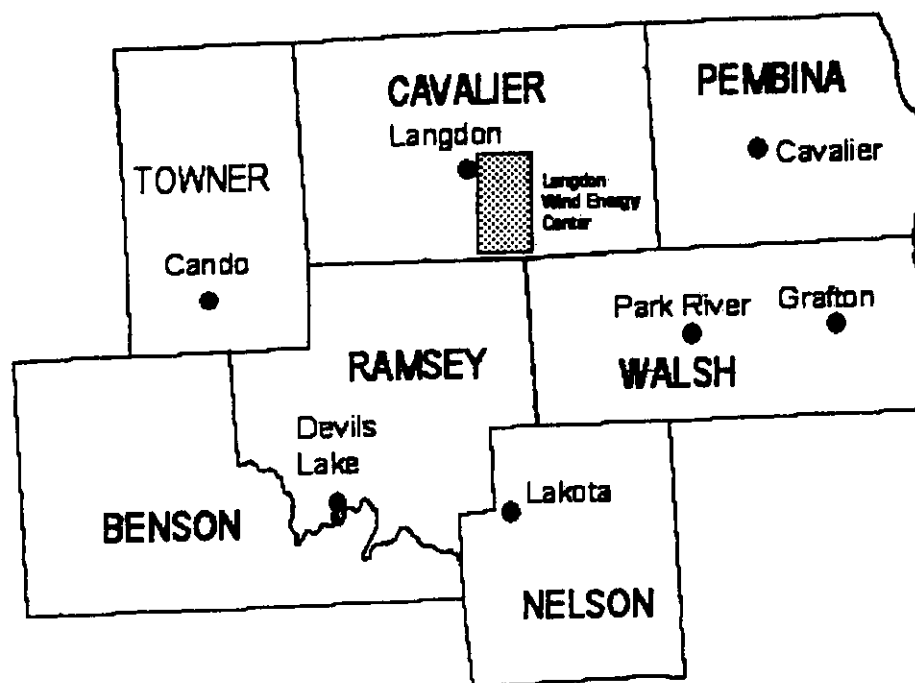 CAVALIER
PEMBINA
Langdon
Cavalier
TOWNER
Langdon
Wind Energy
Center
Cando
Park River
Grafton
RAMSEY
WALSH
Devils
Lake
Lakota
BENSON
NELSON